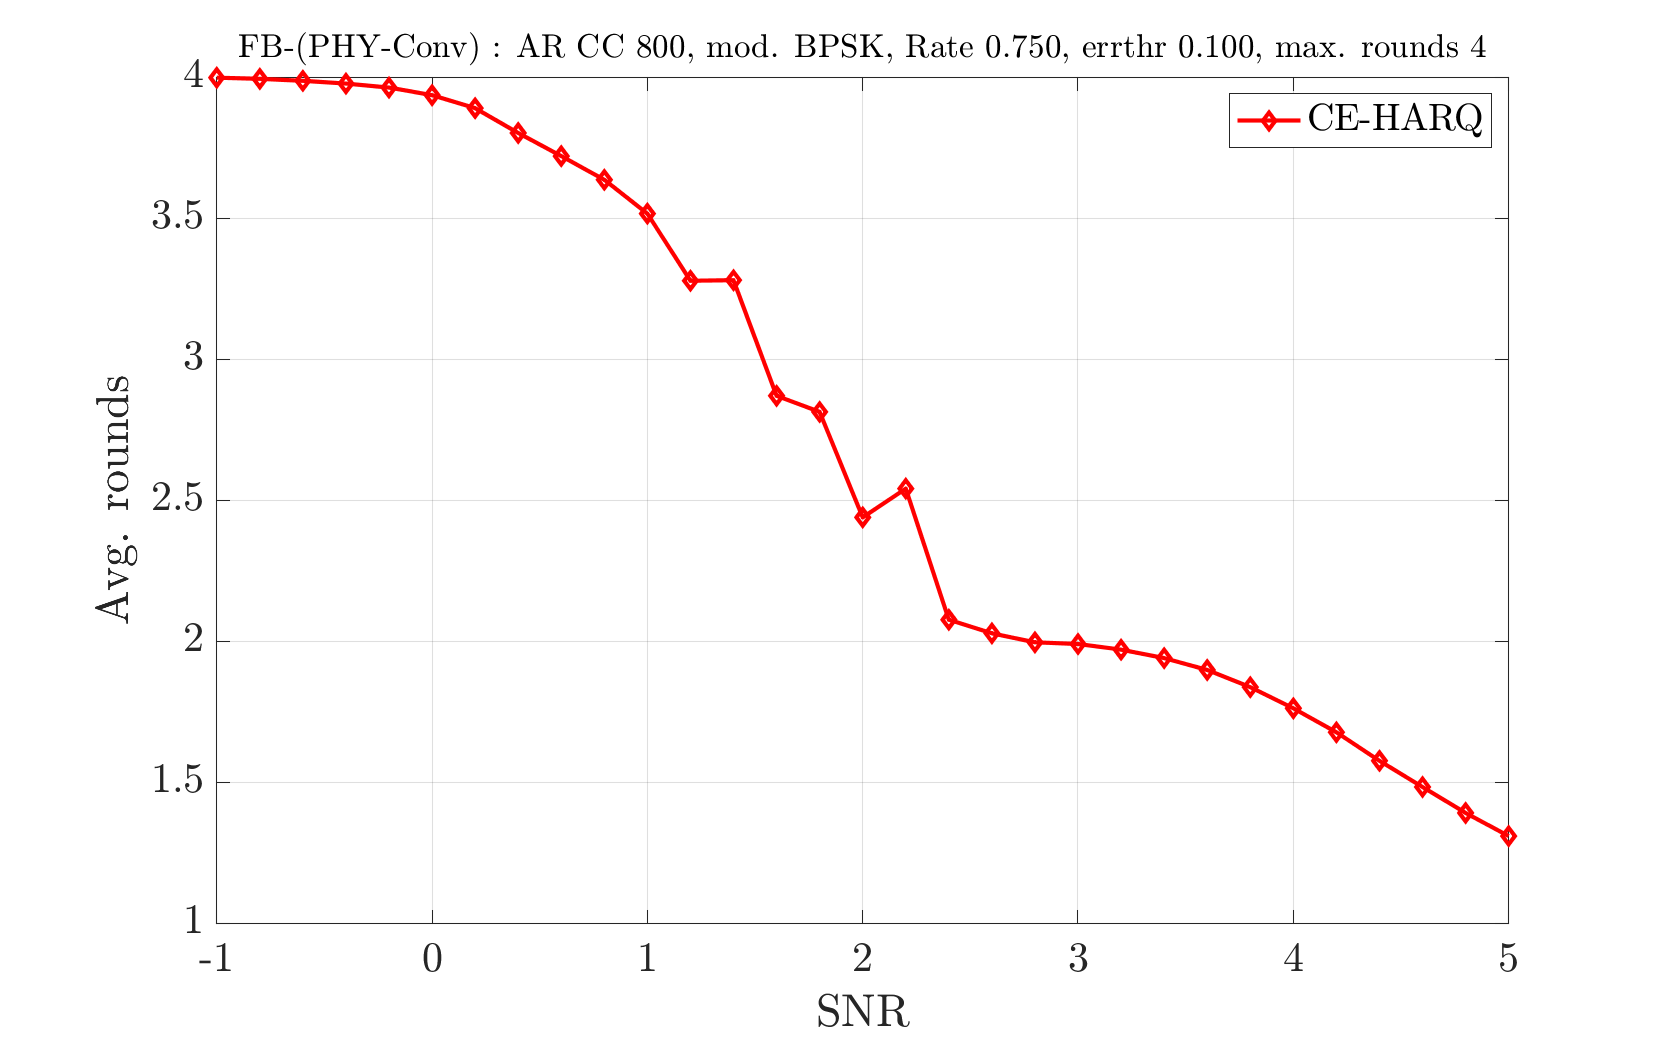 FB-(PHY-Conv) : AR CC 800, mod. BPSK, Rate 0.750, errthr 0.100, max. rounds 4
CE-HARQ
Avg. rounds
4
3.5
3
2.5
2
1.5
1
-1 0 1 2 3 4 5
SNR